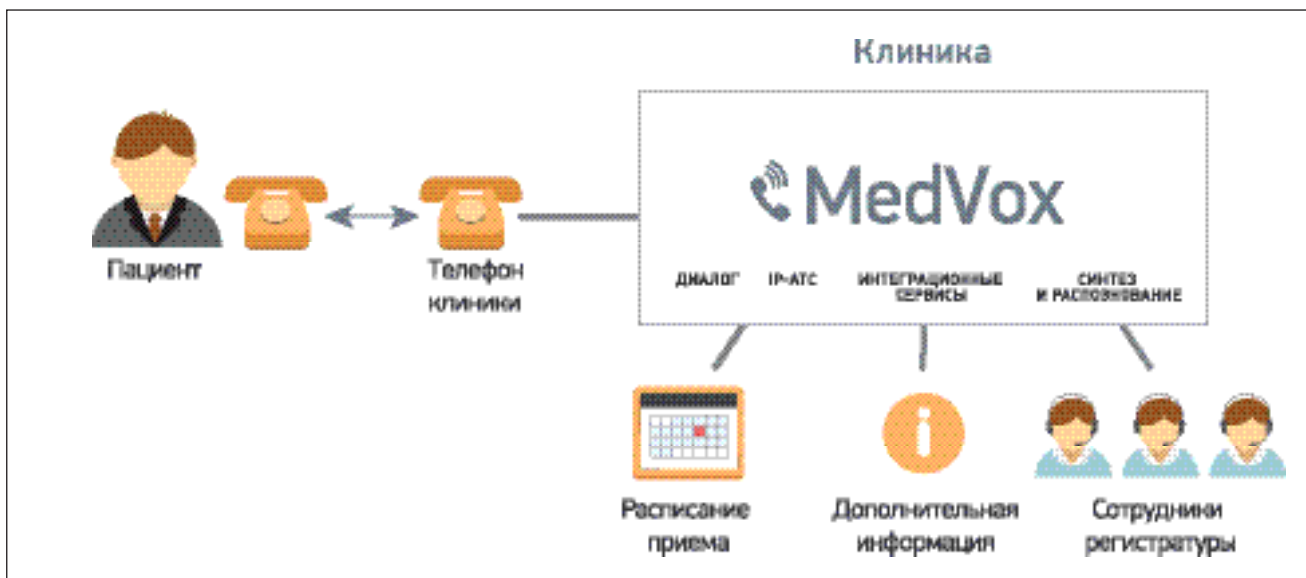 Клиника
MedVox
Пациент
Телефон
клиники
ДИАЛОГ IP-АТС ИНТЕГРАЦИОННЫЕ
СЕРВИСЫ
СИНТЕЗ
И РАСПОЗНОВАНИЕ
Расписание
приема
Дополнительная
информация
Сотрудники
регистратуры